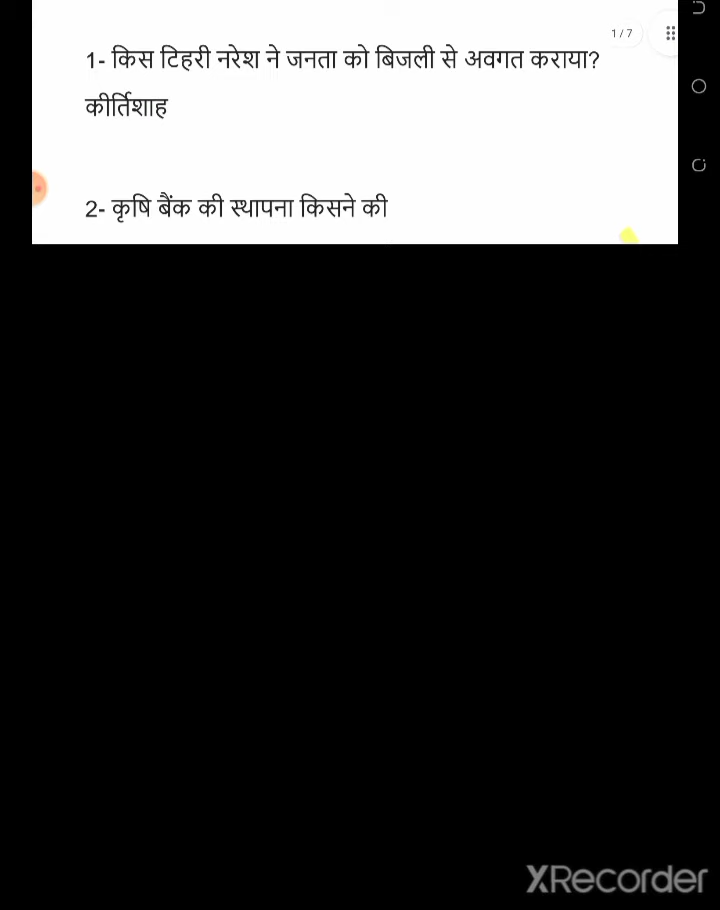 1/7
1- किस टिहरी नरेश ने जनता को बिजली से अवगत कराया?
कीर्तिशाह
2- कृषि बैंक की स्थापना किसने की
XRecorder